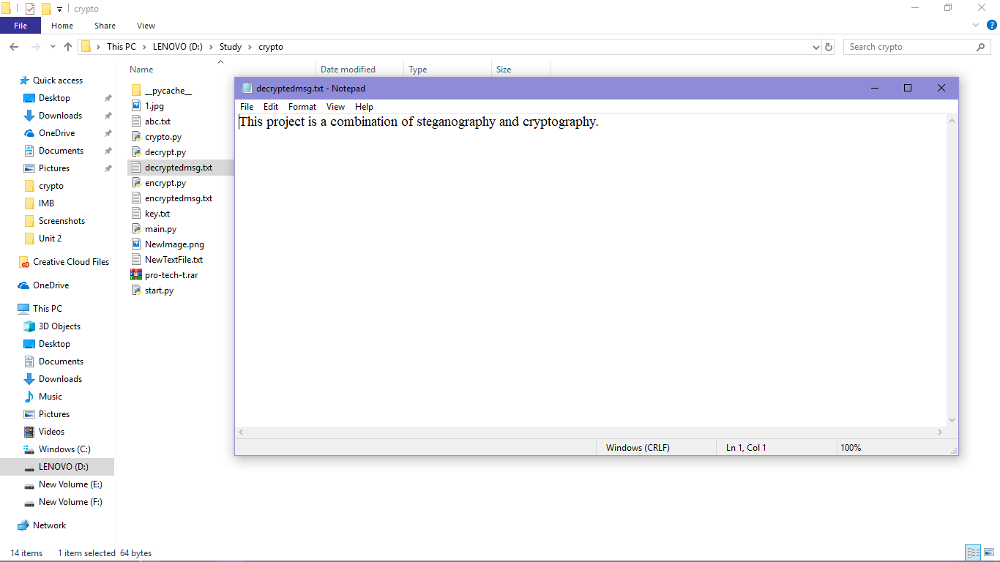 crypto
File Home Share View
This PC LENOVO (D:) Study crypto
Search crypto
Name Date modified Type Size
Quick access
Desktop
Downloads
OneDrive
Documents
Pictures
crypto
IMB
Screenshots
Unit 2
Creative Cloud Files
OneDrive
This PC
3D Objects
Desktop
Documents
Downloads
Music
Pictures
Videos
Windows (C:)
LENOVO (D:)
New Volume (E:)
New Volume (F:)
Network
__pycache__
1.jpg
abc.txt
crypto.py
decrypt.py
decryptedmsg.txt
encrypt.py
encryptedmsg.txt
key.txt
main.py
NewImage.png
NewTextFile.txt
pro-tech-t.rar
start.py
decryptedmsg.txt - Notepad
File Edit Format View Help
This project is a combination of steganography and cryptography.
Windows (CRLF) Ln 1, Col 1 100%
14 items 1 item selected 64 bytes